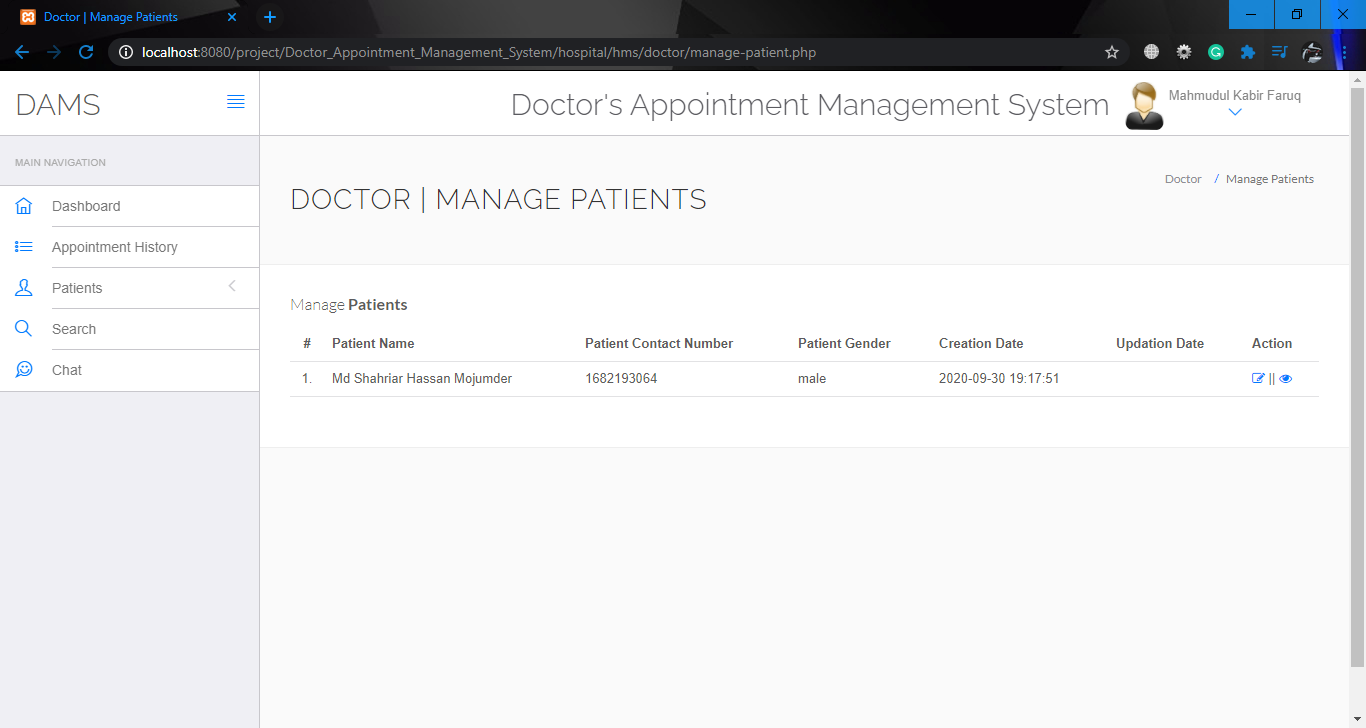 Doctor | Manage Patients
localhost:8080/project/Doctor_Appointment_Management_System/hospital/hms/doctor/manage-patient.php
DAMS
Doctor's Appointment Management System
Mahmudul Kabir Faruq
MAIN NAVIGATION
Dashboard
Appointment History
Patients
Search
Chat
DOCTOR | MANAGE PATIENTS
Doctor / Manage Patients
Manage Patients
# Patient Name Patient Contact Number Patient Gender Creation Date Updation Date Action
1. Md Shahriar Hassan Mojumder 1682193064 male 2020-09-30 19:17:51 ||